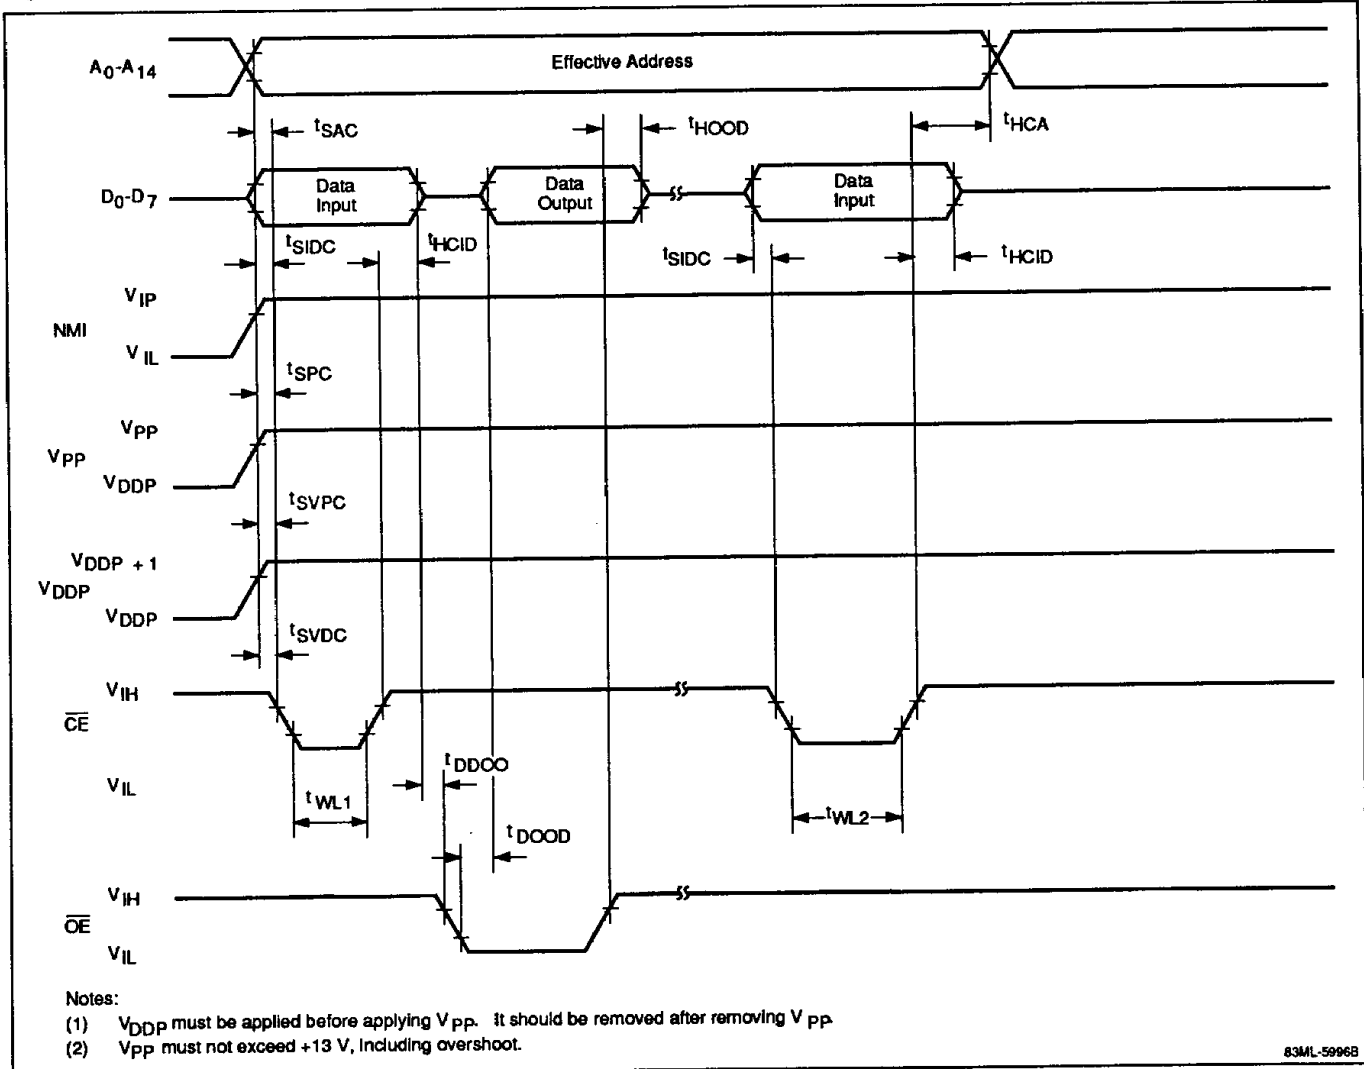 A0-A14
Effective Address
tSAC
tHOOD
tHCA
D0-D7
Data
Input
Data
Output
Data
Input
tSIDC
tHCID
tSIDC
tHCID
VIP
NMI
VIL
tSPC
VPP
VPP
VDDP
tSVPC
VDDP + 1
VDDP
VDDP
tSVDC
VIH
CE
VIL
tDDOO
tWL1
tWL2
tDOOD
VIH
OE
VIL
Notes:
(1) VDDP must be applied before applying VPP. It should be removed after removing VPP.
(2) VPP must not exceed +13 V, including overshoot.
83ML-5996B